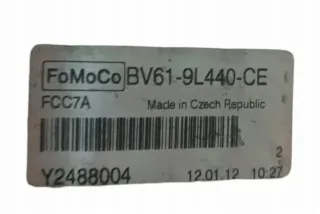 FoMoCo BV61-9L440-CE
FCC7A Made in Czech Republic
2
Y2488004 12.01.12 10:27